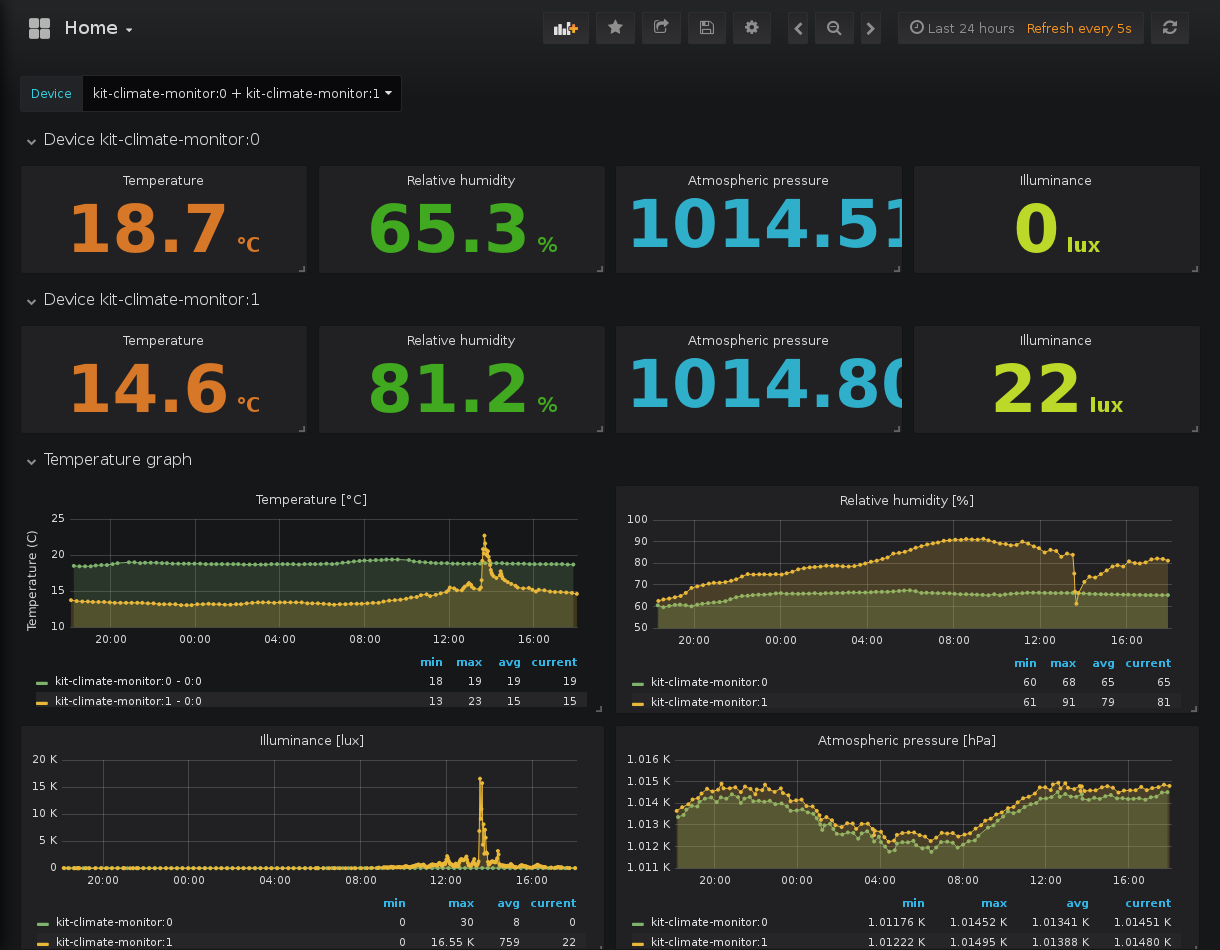 Home
Last 24 hours Refresh every 5s
Device kit-climate-monitor:0 + kit-climate-monitor:1
Device kit-climate-monitor:0
Temperature Relative humidity Atmospheric pressure Illuminance
18.7 °C 65.3 % 1014.51 0 lux
Device kit-climate-monitor:1
Temperature Relative humidity Atmospheric pressure Illuminance
14.6 °C 81.2 % 1014.80 22 lux
Temperature graph
Temperature [°C]
Temperature (C)
25
20
15
10
20:00 00:00 04:00 08:00 12:00 16:00
min max avg current
kit-climate-monitor:0 - 0:0 18 19 19 19
kit-climate-monitor:1 - 0:0 13 23 15 15
Relative humidity [%]
100
90
80
70
60
50
20:00 00:00 04:00 08:00 12:00 16:00
min max avg current
kit-climate-monitor:0 60 68 65 65
kit-climate-monitor:1 61 91 79 81
Illuminance [lux]
20 K
15 K
10 K
5 K
0
20:00 00:00 04:00 08:00 12:00 16:00
min max avg current
kit-climate-monitor:0 0 30 8 0
kit-climate-monitor:1 0 16.55 K 759 22
Atmospheric pressure [hPa]
1.016 K
1.015 K
1.014 K
1.013 K
1.012 K
1.011 K
20:00 00:00 04:00 08:00 12:00 16:00
min max avg current
kit-climate-monitor:0 1.01176 K 1.01452 K 1.01341 K 1.01451 K
kit-climate-monitor:1 1.01222 K 1.01495 K 1.01388 K 1.01480 K